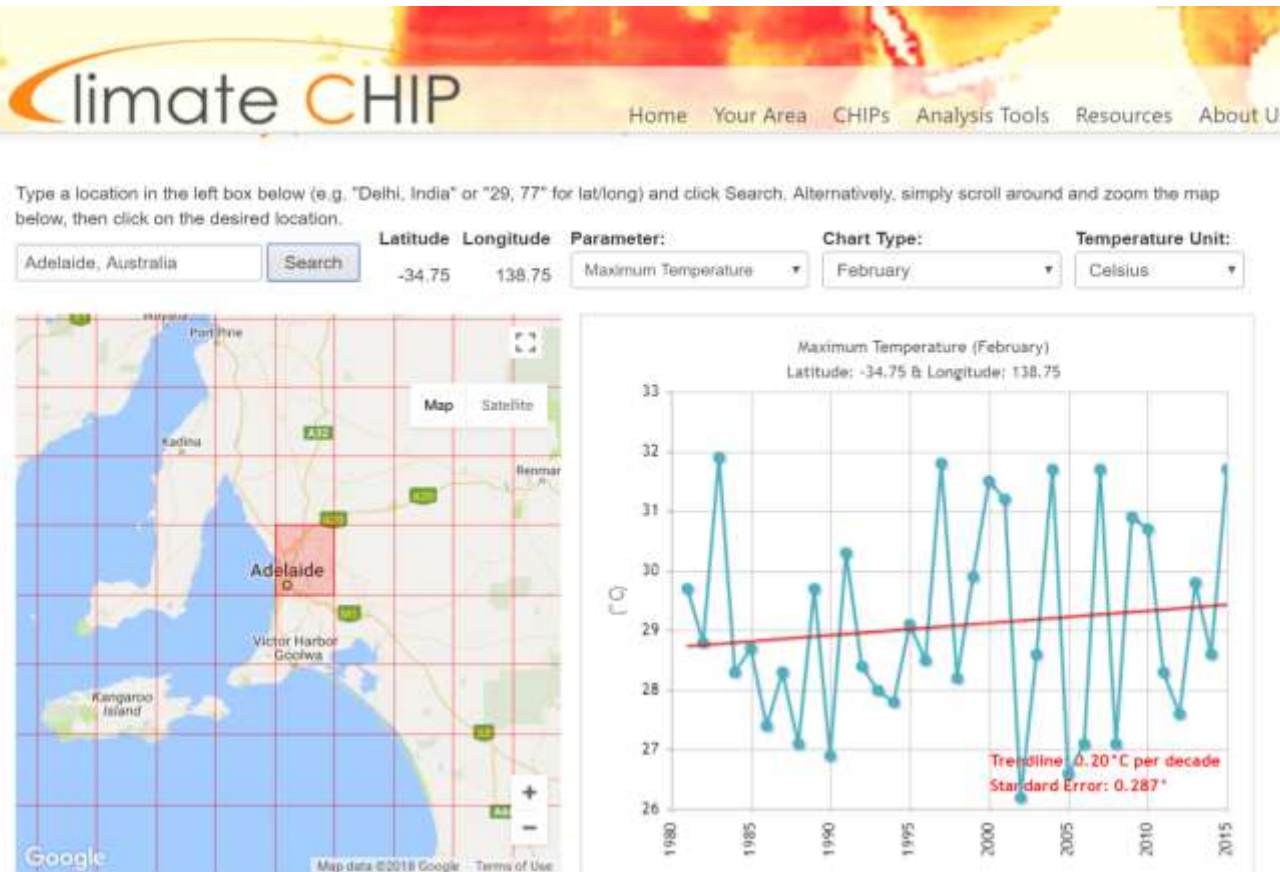 Climate CHIP
Home Your Area CHIPs Analysis Tools Resources About U
Type a location in the left box below (e.g. "Delhi, India" or "29, 77" for lat/long) and click Search. Alternatively, simply scroll around and zoom the map
below, then click on the desired location.
Latitude Longitude Parameter: Chart Type: Temperature Unit:
Adelaide, Australia Search -34.75 138.75 Maximum Temperature February Celsius
Port Pirie
Map Satellite
Kadina
A32
Renmar
A20
Adelaide
M1
Victor Harbor
Goolwa
Kangaroo
Island
+
−
Google
Map data ©2018 Google Terms of Use
Maximum Temperature (February)
Latitude: -34.75 & Longitude: 138.75
33
32
31
30
29
28
27
26
(°C)
Trendline: 0.20°C per decade
Standard Error: 0.287°
1980 1985 1990 1995 2000 2005 2010 2015